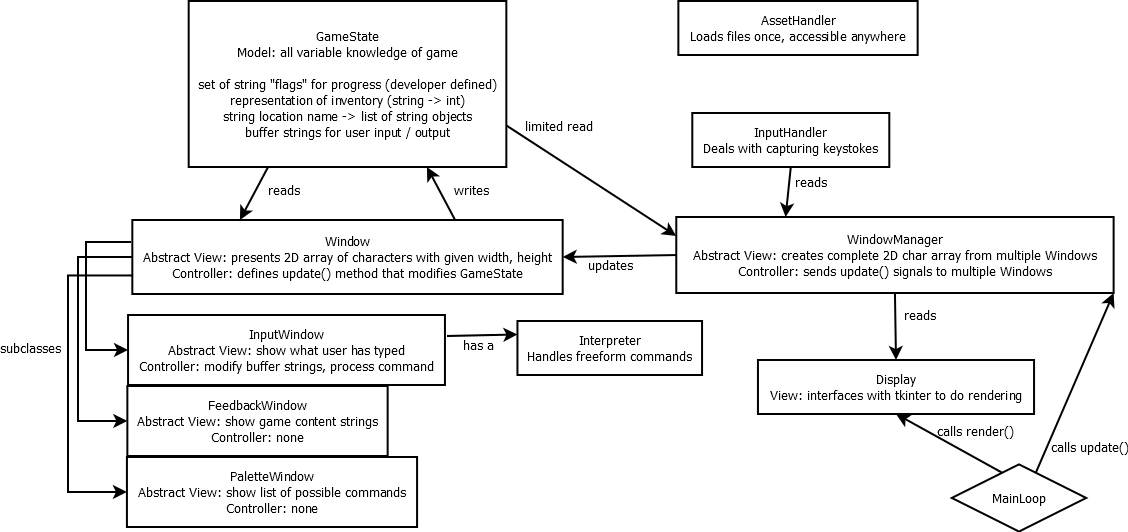 GameState
Model: all variable knowledge of game
set of string "flags" for progress (developer defined)
representation of inventory (string -> int)
string location name -> list of string objects
buffer strings for user input / output
AssetHandler
Loads files once, accessible anywhere
limited read
InputHandler
Deals with capturing keystokes
reads
writes
reads
Window
Abstract View: presents 2D array of characters with given width, height
Controller: defines update() method that modifies GameState
updates
WindowManager
Abstract View: creates complete 2D char array from multiple Windows
Controller: sends update() signals to multiple Windows
subclasses
InputWindow
Abstract View: show what user has typed
Controller: modify buffer strings, process command
has a
Interpreter
Handles freeform commands
reads
FeedbackWindow
Abstract View: show game content strings
Controller: none
Display
View: interfaces with tkinter to do rendering
calls render()
calls update()
PaletteWindow
Abstract View: show list of possible commands
Controller: none
MainLoop